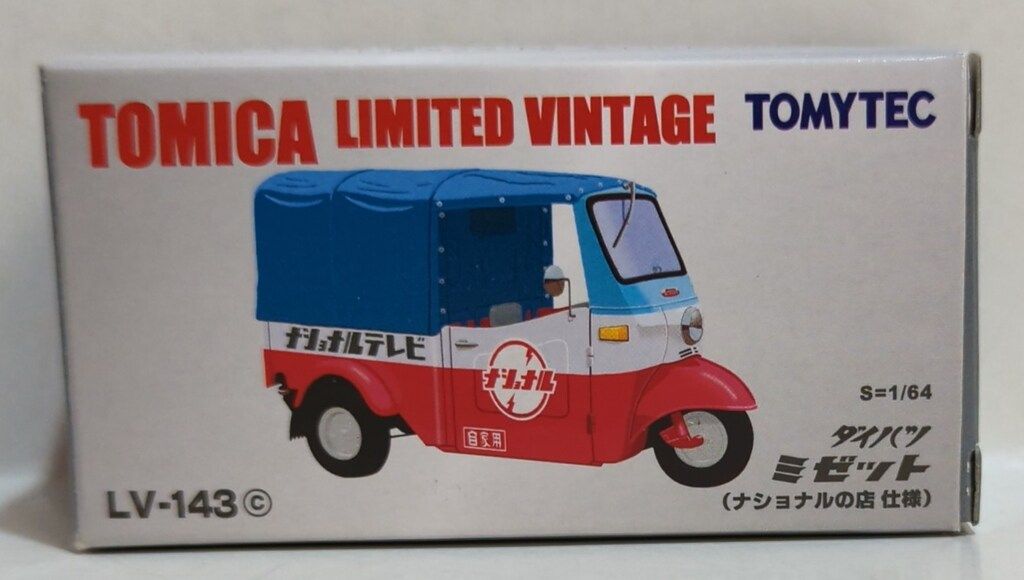 TOMICA LIMITED VINTAGE TOMYTEC
ナショナルテレビ
ナショナル
自家用
S=1/64
ダイハツ
ミゼット
(ナショナルの店 仕様)
LV-143©